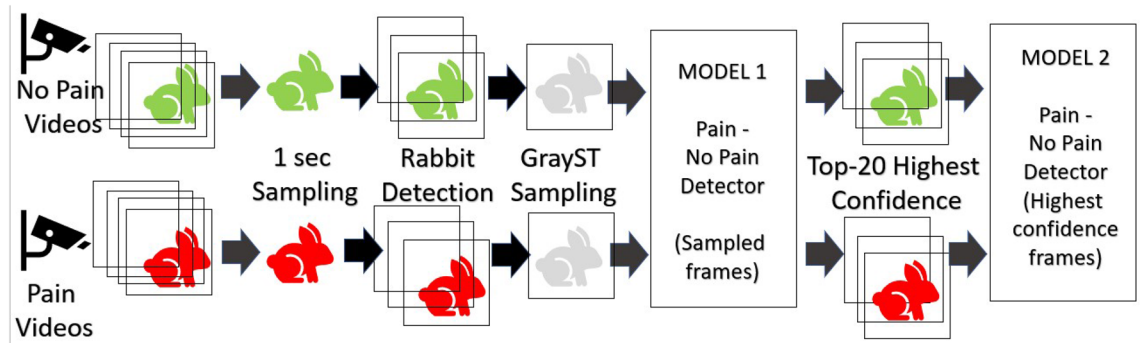 No Pain
Videos
1 sec
Sampling
Rabbit
Detection
GrayST
Sampling
MODEL 1
Pain -
No Pain
Detector
(Sampled
frames)
Top-20 Highest
Confidence
MODEL 2
Pain -
No Pain
Detector
(Highest
confidence
frames)
Pain
Videos